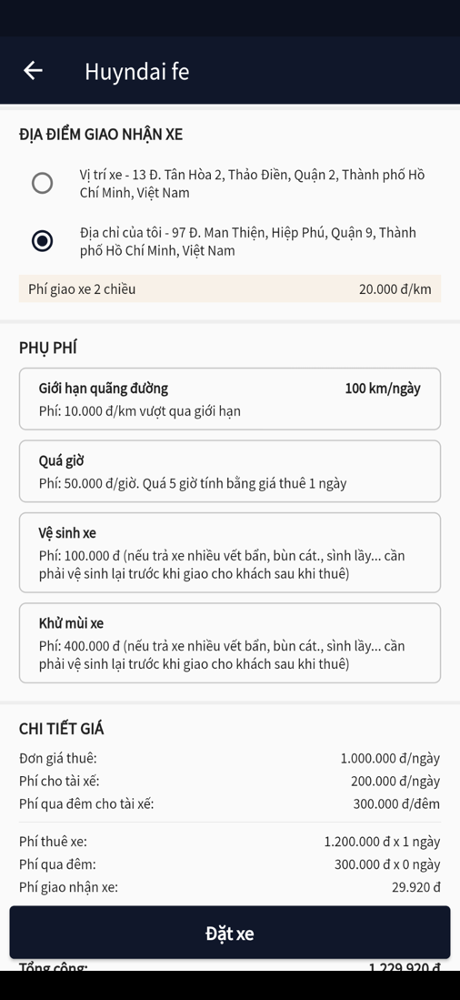 Huyndai fe
ĐỊA ĐIỂM GIAO NHẬN XE
Vị trí xe - 13 Đ. Tân Hòa 2, Thảo Điền, Quận 2, Thành phố Hồ
Chí Minh, Việt Nam
Địa chỉ của tôi - 97 Đ. Man Thiện, Hiệp Phú, Quận 9, Thành
phố Hồ Chí Minh, Việt Nam
Phí giao xe 2 chiều 20.000 đ/km
PHỤ PHÍ
Giới hạn quãng đường 100 km/ngày
Phí: 10.000 đ/km vượt qua giới hạn
Quá giờ
Phí: 50.000 đ/giờ. Quá 5 giờ tính bằng giá thuê 1 ngày
Vệ sinh xe
Phí: 100.000 đ (nếu trả xe nhiều vết bẩn, bùn cát., sình lầy... cần
phải vệ sinh lại trước khi giao cho khách sau khi thuê)
Khử mùi xe
Phí: 400.000 đ (nếu trả xe nhiều vết bẩn, bùn cát., sình lầy... cần
phải vệ sinh lại trước khi giao cho khách sau khi thuê)
CHI TIẾT GIÁ
Đơn giá thuê: 1.000.000 đ/ngày
Phí cho tài xế: 200.000 đ/ngày
Phí qua đêm cho tài xế: 300.000 đ/đêm
Phí thuê xe: 1.200.000 đ x 1 ngày
Phí qua đêm: 300.000 đ x 0 ngày
Phí giao nhận xe: 29.920 đ
Đặt xe
Tổng cộng: 1.229.920 đ